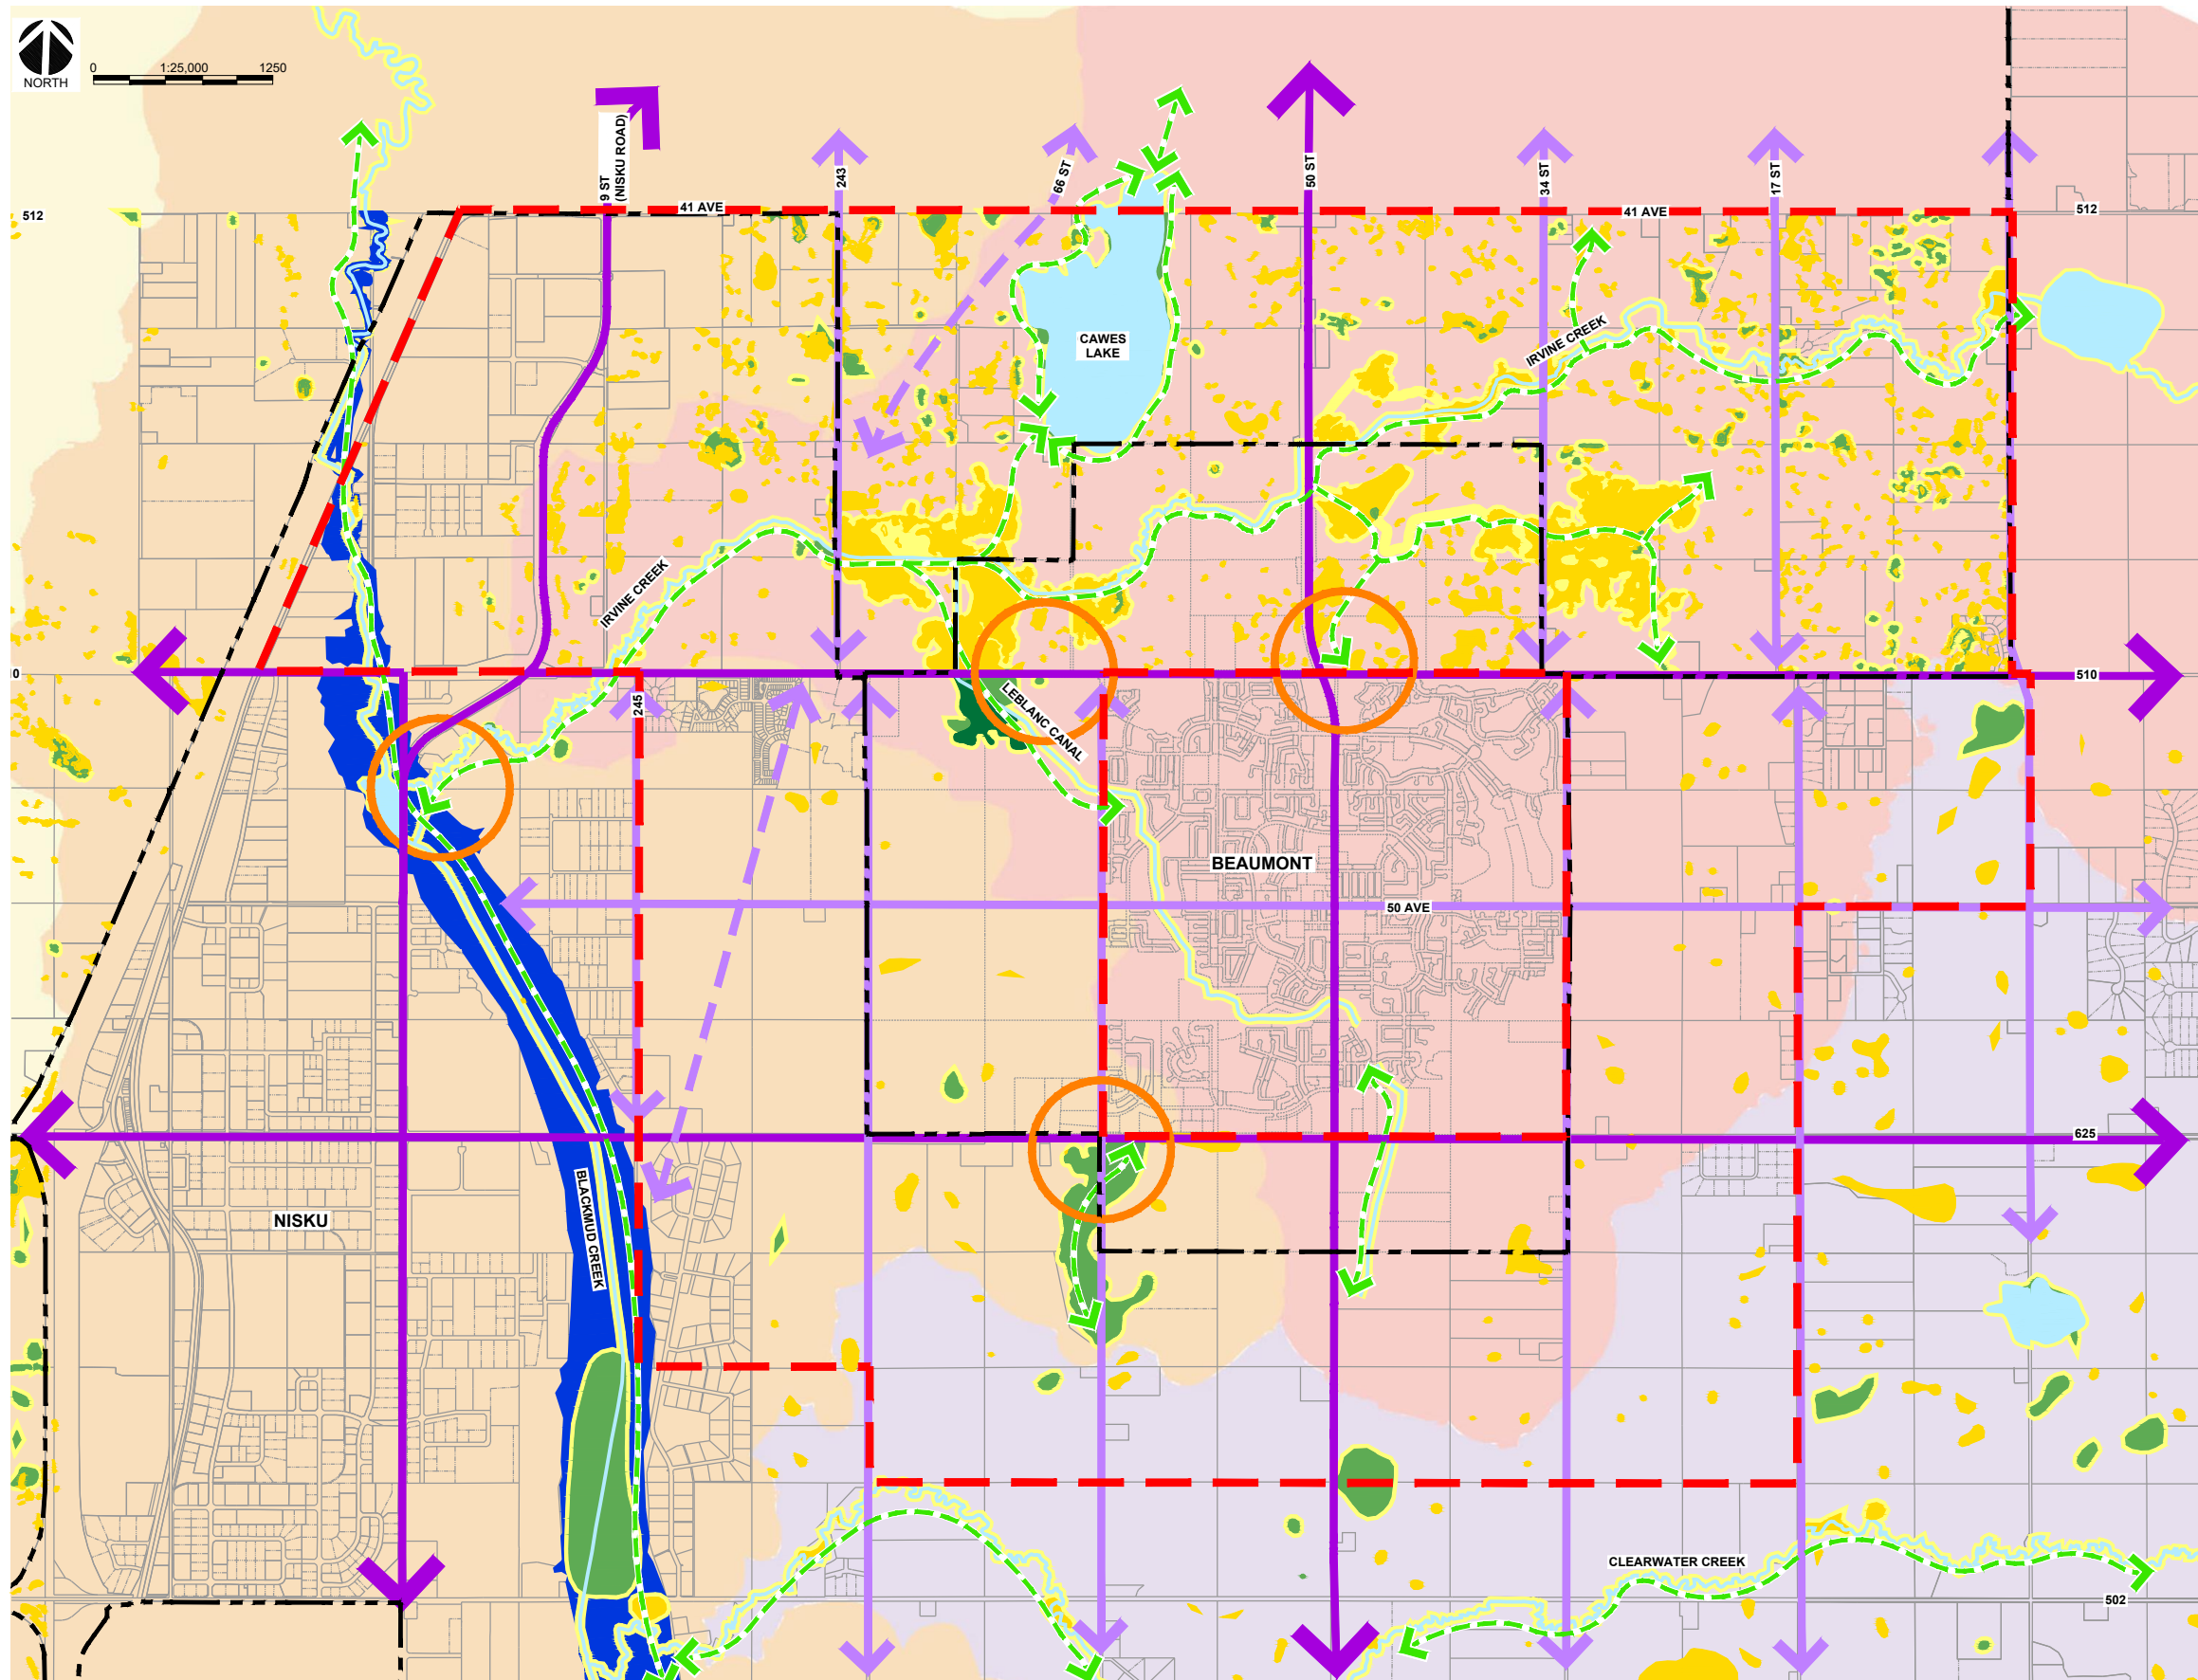 NORTH
0 1:25,000 1250
9 ST
(NISKU ROAD)
243
66 ST
50 ST
34 ST
17 ST
512
41 AVE
41 AVE
512
CAWES
LAKE
IRVINE CREEK
IRVINE CREEK
10
510
245
LEBLANC CANAL
BEAUMONT
50 AVE
625
BLACKMUD CREEK
NISKU
CLEARWATER CREEK
502